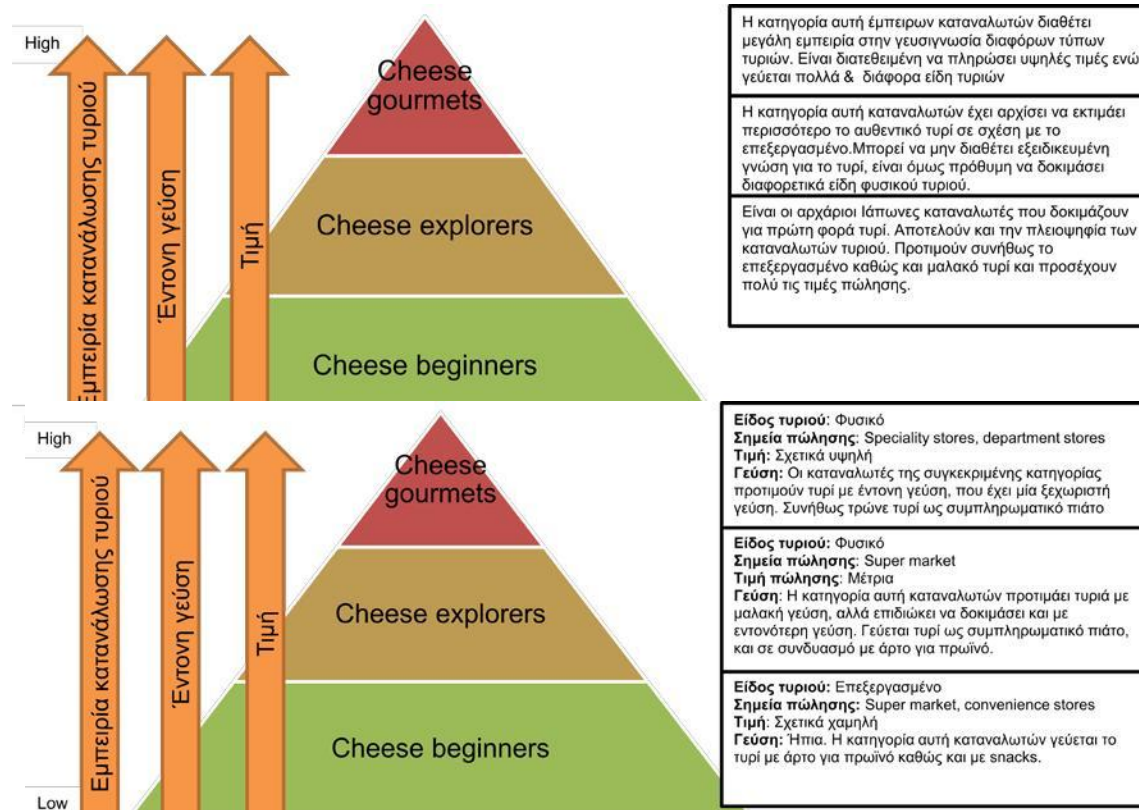 High
Εμπειρία κατανάλωσης τυριού
Έντονη γεύση
Τιμή
Cheese
gourmets
Cheese explorers
Cheese beginners
Η κατηγορία αυτή έμπειρων καταναλωτών διαθέτει
μεγάλη εμπειρία στην γευσιγνωσία διαφόρων τύπων
τυριών. Είναι διατεθειμένη να πληρώσει υψηλές τιμές ενώ
γεύεται πολλά & διάφορα είδη τυριών
Η κατηγορία αυτή καταναλωτών έχει αρχίσει να εκτιμάει
περισσότερο το αυθεντικό τυρί σε σχέση με το
επεξεργασμένο.Μπορεί να μην διαθέτει εξειδικευμένη
γνώση για το τυρί, είναι όμως πρόθυμη να δοκιμάσει
διαφορετικά είδη φυσικού τυριού.
Είναι οι αρχάριοι Ιάπωνες καταναλωτές που δοκιμάζουν
για πρώτη φορά τυρί. Αποτελούν και την πλειοψηφία των
καταναλωτών τυριού. Προτιμούν συνήθως το
επεξεργασμένο καθώς και μαλακό τυρί και προσέχουν
πολύ τις τιμές πώλησης.
High
Εμπειρία κατανάλωσης τυριού
Έντονη γεύση
Τιμή
Low
Cheese
gourmets
Cheese explorers
Cheese beginners
Είδος τυριού: Φυσικό
Σημεία πώλησης: Speciality stores, department stores
Τιμή: Σχετικά υψηλή
Γεύση: Οι καταναλωτές της συγκεκριμένης κατηγορίας
προτιμούν τυρί με έντονη γεύση, που έχει μία ξεχωριστή
γεύση. Συνήθως τρώνε τυρί ως συμπληρωματικό πιάτο
Είδος τυριού: Φυσικό
Σημεία πώλησης: Super market
Τιμή πώλησης: Μέτρια
Γεύση: Η κατηγορία αυτή καταναλωτών προτιμάει τυριά με
μαλακή γεύση, αλλά επιδιώκει να δοκιμάσει και με
εντονότερη γεύση. Γεύεται τυρί ως συμπληρωματικό πιάτο,
και σε συνδυασμό με άρτο για πρωϊνό.
Είδος τυριού: Επεξεργασμένο
Σημεία πώλησης: Super market, convenience stores
Τιμή: Σχετικά χαμηλή
Γεύση: Ήπια. Η κατηγορία αυτή καταναλωτών γεύεται το
τυρί με άρτο για πρωϊνό καθώς και με snacks.